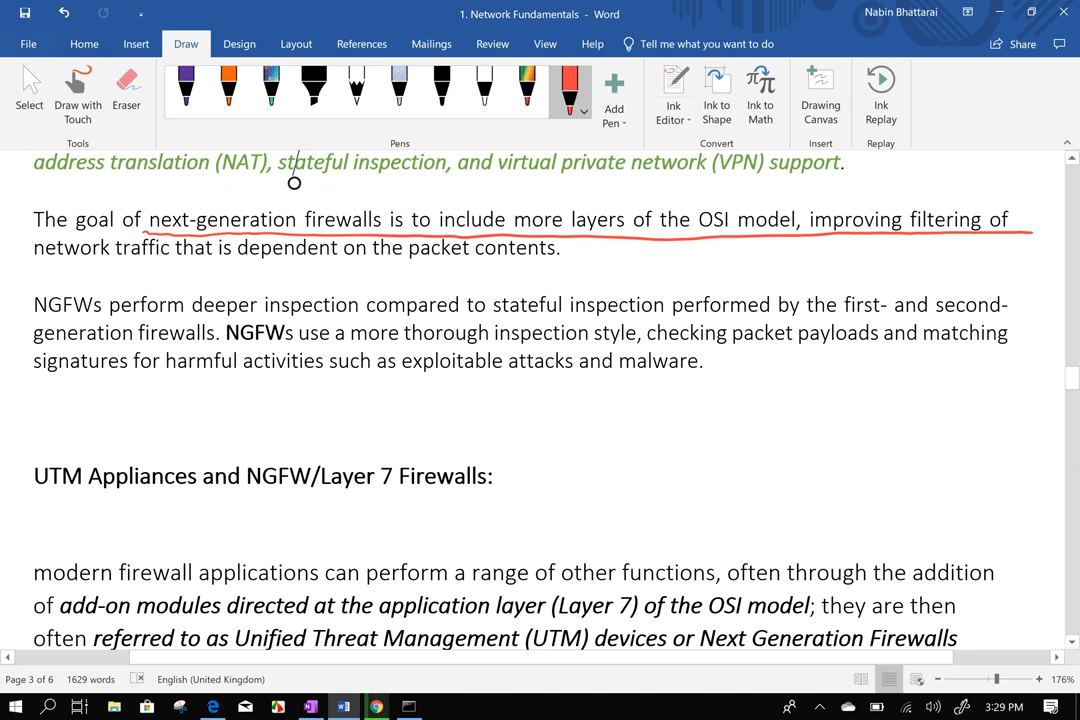 1. Network Fundamentals - Word
Nabin Bhattarai
File Home Insert Draw Design Layout References Mailings Review View Help Tell me what you want to do Share
Select Draw with Touch Eraser Add Pen Ink Editor Ink to Shape Ink to Math Drawing Canvas Ink Replay
Tools Pens Convert Insert Replay
address translation (NAT), stateful inspection, and virtual private network (VPN) support.
The goal of next-generation firewalls is to include more layers of the OSI model, improving filtering of
network traffic that is dependent on the packet contents.
NGFWs perform deeper inspection compared to stateful inspection performed by the first- and second-
generation firewalls. NGFWs use a more thorough inspection style, checking packet payloads and matching
signatures for harmful activities such as exploitable attacks and malware.
UTM Appliances and NGFW/Layer 7 Firewalls:
modern firewall applications can perform a range of other functions, often through the addition
of add-on modules directed at the application layer (Layer 7) of the OSI model; they are then
often referred to as Unified Threat Management (UTM) devices or Next Generation Firewalls
Page 3 of 6 1629 words English (United Kingdom) 176%
3:29 PM